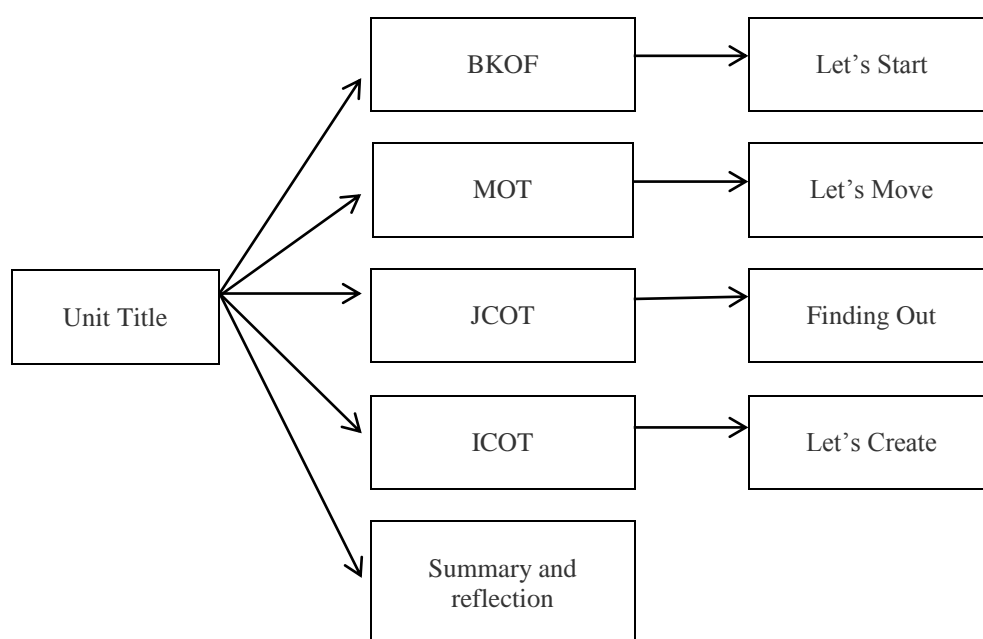 BKOF
Let's Start
MOT
Let's Move
Unit Title
JCOT
Finding Out
ICOT
Let's Create
Summary and
reflection